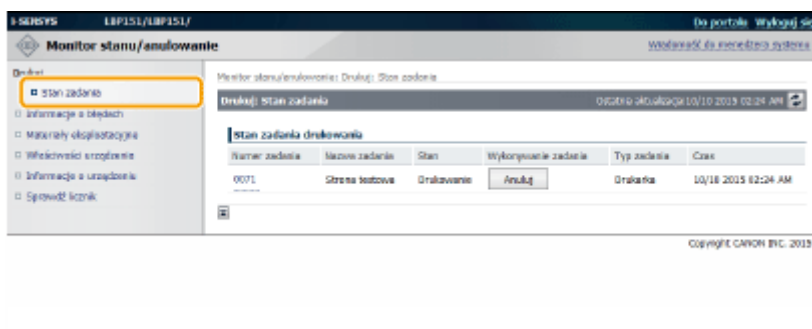 i-SENSYS LBP151/LBP151/ Do portalu Wyloguj się
Monitor stanu/anulowanie Wiadomość do menedżera systemu
Drukuj
Stan zadania
Informacje o błędach
Materiały eksploatacyjne
Właściwości urządzenia
Informacje o urządzeniu
Sprawdź licznik
Monitor stanu/anulowanie: Drukuj: Stan zadania
Drukuj: Stan zadania Ostatnia aktualizacja:10/18 2015 02:24 AM
Stan zadania drukowania
Numer zadania Nazwa zadania Stan Wykonywanie zadania Typ zadania Czas
0071 Strona testowa Drukowanie Anuluj Drukarka 10/18 2015 02:24 AM
Copyright CANON INC. 2015